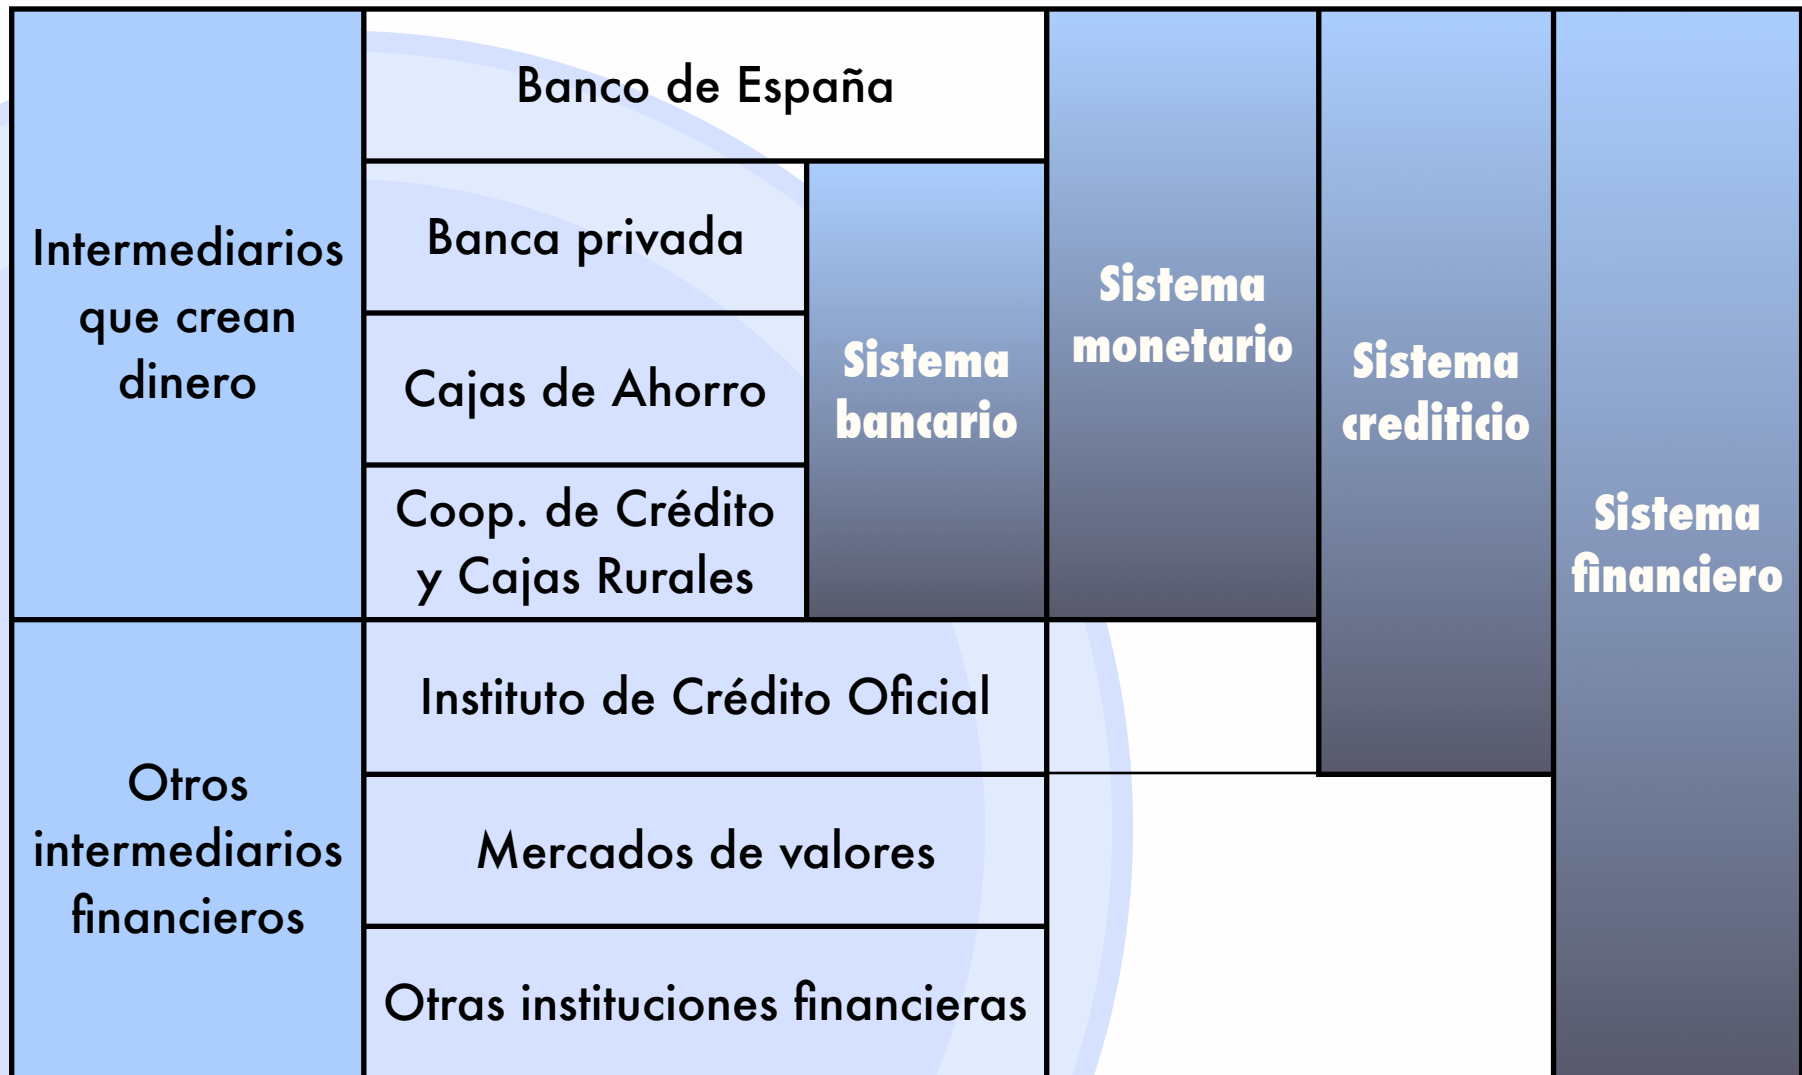 Intermediarios
que crean
dinero
Banco de España
Banca privada
Cajas de Ahorro
Coop. de Crédito
y Cajas Rurales
Sistema
bancario
Sistema
monetario
Sistema
crediticio
Sistema
financiero
Otros
intermediarios
financieros
Instituto de Crédito Oficial
Mercados de valores
Otras instituciones financieras